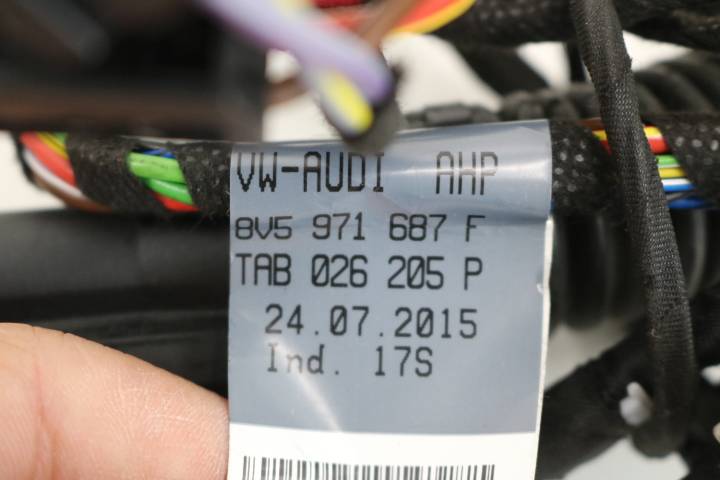 VW-AUDI AHP
8V5 971 687 F
TAB 026 205 P
24.07.2015
Ind. 17S